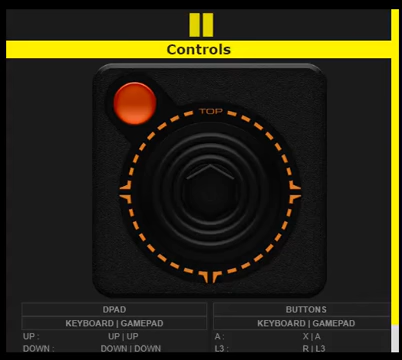 Controls
TOP
DPAD BUTTONS
KEYBOARD | GAMEPAD KEYBOARD | GAMEPAD
UP : UP | UP A : X | A
DOWN : DOWN | DOWN L3 : R | L3